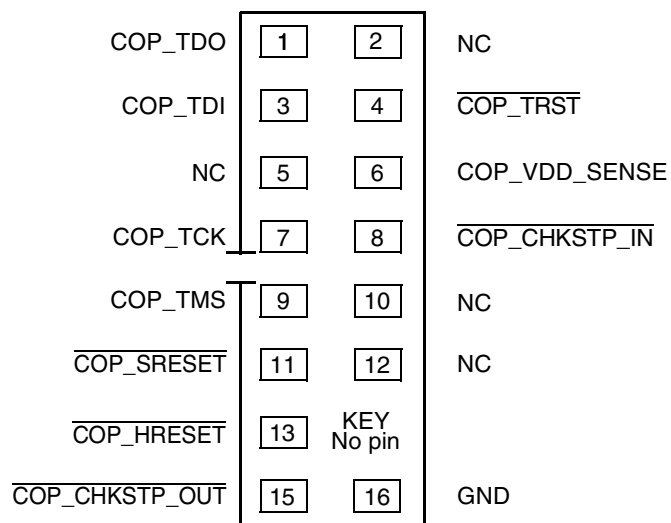 COP_TDO 1 2 NC
COP_TDI 3 4 COP_TRST
NC 5 6 COP_VDD_SENSE
COP_TCK 7 8 COP_CHKSTP_IN
COP_TMS 9 10 NC
COP_SRESET 11 12 NC
COP_HRESET 13 KEY
No pin
COP_CHKSTP_OUT 15 16 GND